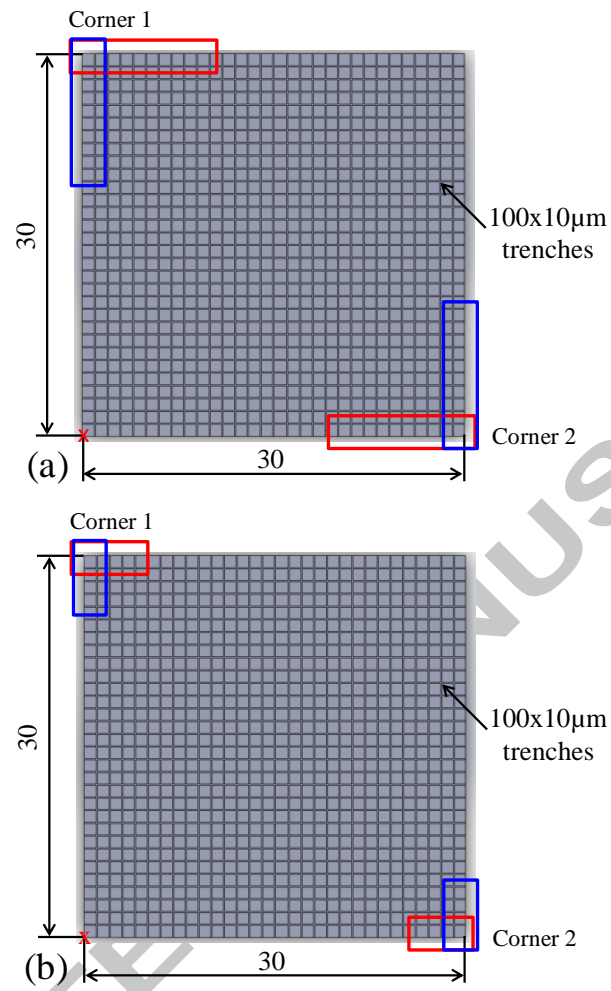 Corner 1
30
100x10µm
trenches
x
Corner 2
(a)
30
Corner 1
30
100x10µm
trenches
x
Corner 2
(b)
30